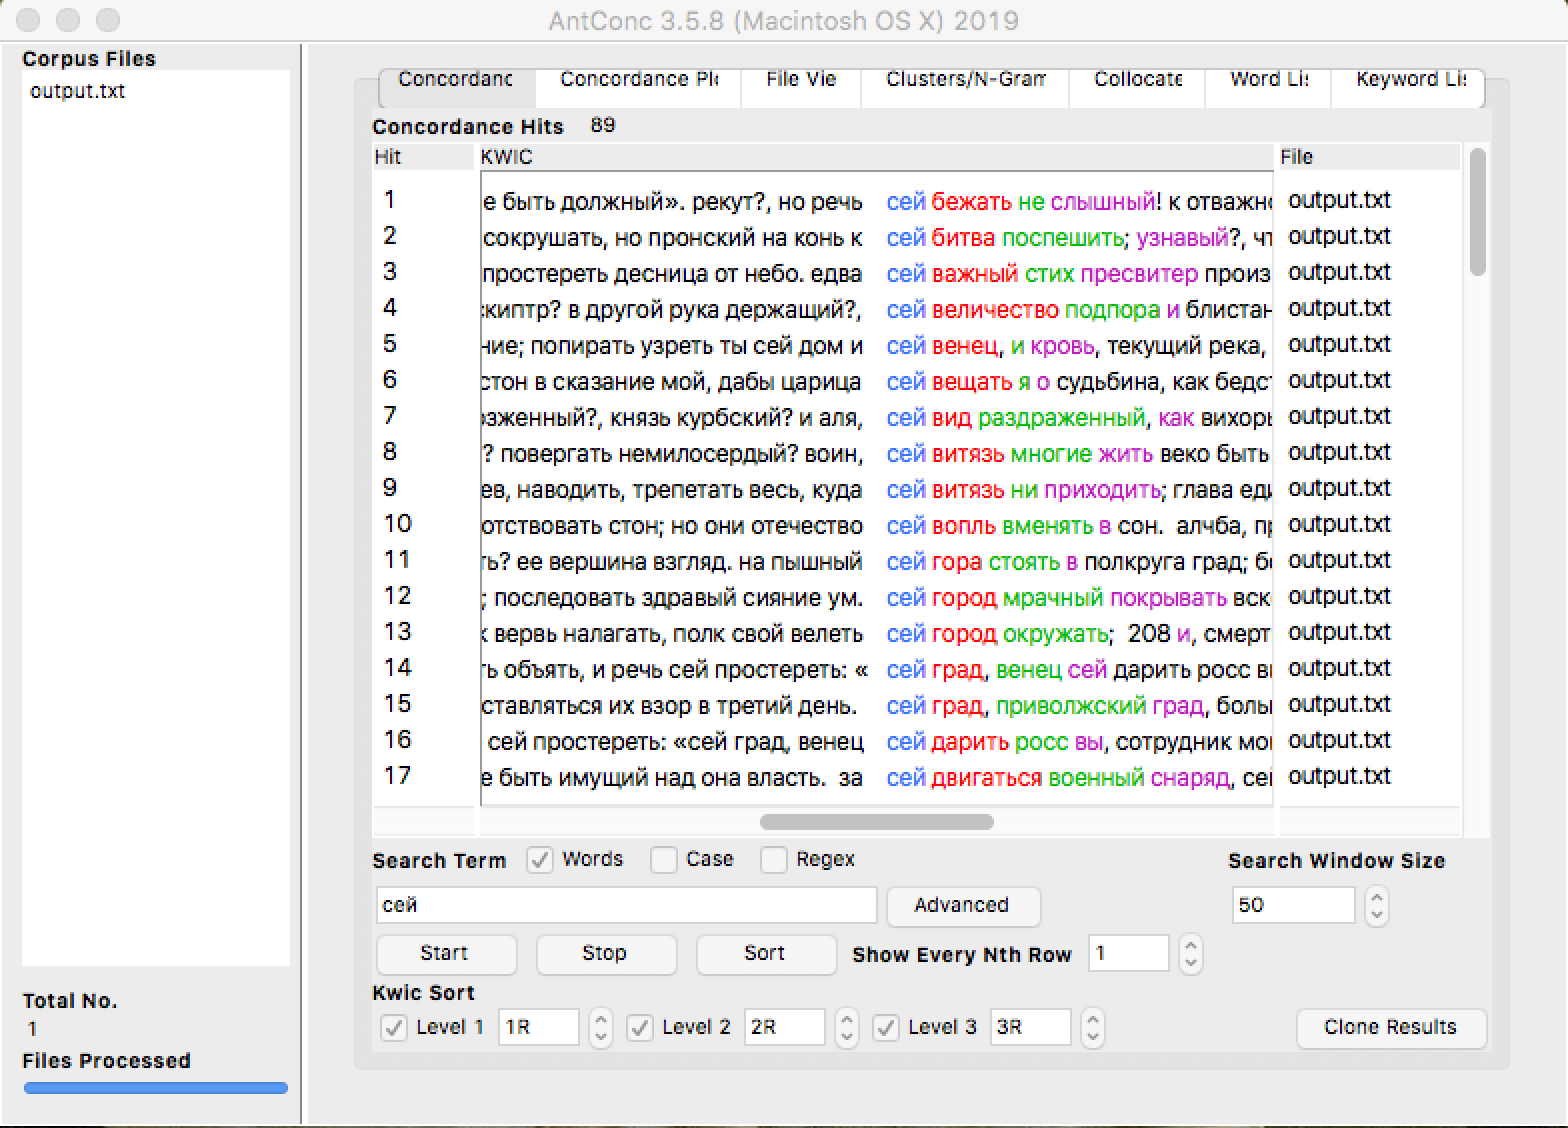 AntConc 3.5.8 (Macintosh OS X) 2019
Corpus Files
output.txt
Total No.
1
Files Processed
Concordanc Concordance Plo File Vie Clusters/N-Gram Collocate Word Lis Keyword Lis
Concordance Hits 89
Hit KWIC File
1 е быть должный». рекут?, но речь сей бежать не слышный! к отважно output.txt
2 сокрушать, но пронский на конь к сей битва поспешить; узнавый?, чт output.txt
3 простереть десница от небо. едва сей важный стих пресвитер произ output.txt
4 скиптр? в другой рука держащий?, сей величество подпора и блистан output.txt
5 ние; попирать узреть ты сей дом и сей венец, и кровь, текущий река, output.txt
6 стон в сказание мой, дабы царица сей вещать я о судьбина, как бедст output.txt
7 озженный?, князь курбский? и аля, сей вид раздраженный, как вихорь output.txt
8 ? повергать немилосердый? воин, сей витязь многие жить веко быть output.txt
9 ев, наводить, трепетать весь, куда сей витязь ни приходить; глава еди output.txt
10 отствовать стон; но они отечество сей вопль вменять в сон. алчба, пр output.txt
11 ть? ее вершина взгляд. на пышный сей гора стоять в полкруга град; бо output.txt
12 ; последовать здравый сияние ум. сей город мрачный покрывать вск output.txt
13 к вервь налагать, полк свой велеть сей город окружать; 208 и, смерт output.txt
14 ть объять, и речь сей простереть: « сей град, венец сей дарить росс вы output.txt
15 ставляться их взор в третий день. сей град, приволжский град, боль output.txt
16 сей простереть: «сей град, венец сей дарить росс вы, сотрудник мо output.txt
17 е быть имущий над она власть. за сей двигаться военный снаряд, сей output.txt
Search Term Words Case Regex Search Window Size
сей Advanced 50
Start Stop Sort Show Every Nth Row 1
Kwic Sort
Level 1 1R Level 2 2R Level 3 3R Clone Results